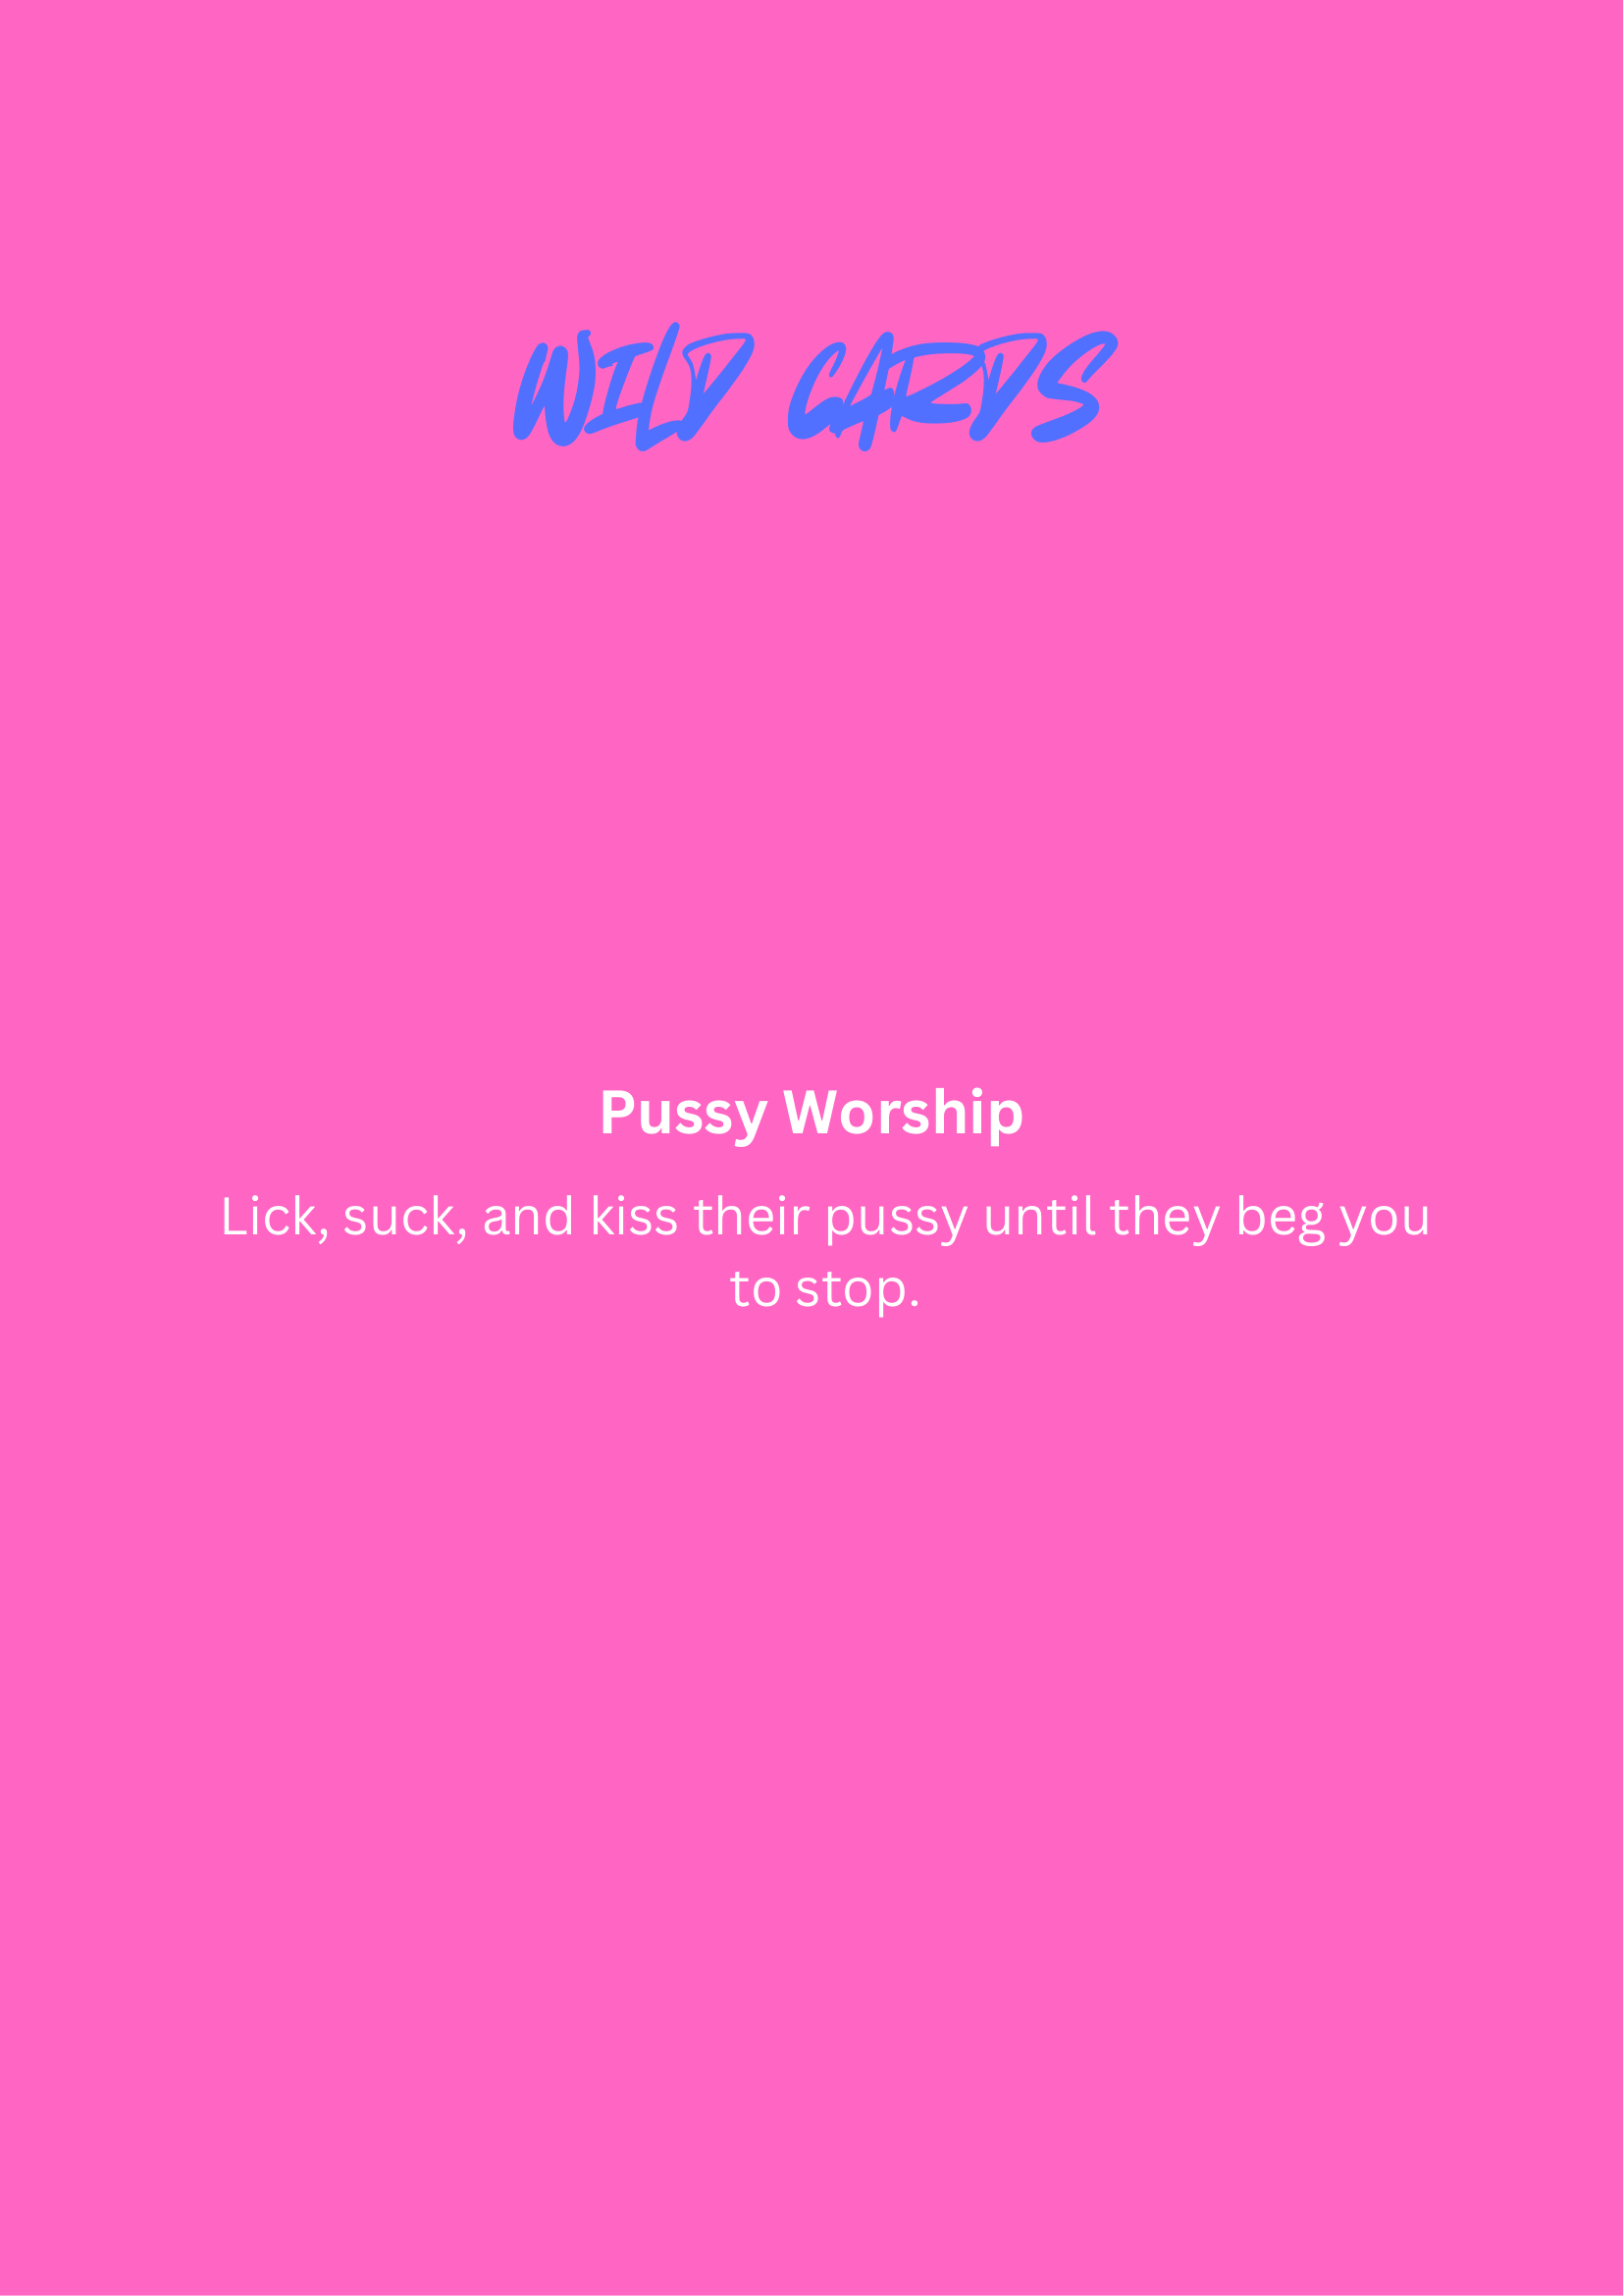 WILD CARDS
Pussy Worship
Lick, suck, and kiss their pussy until they beg you
to stop.